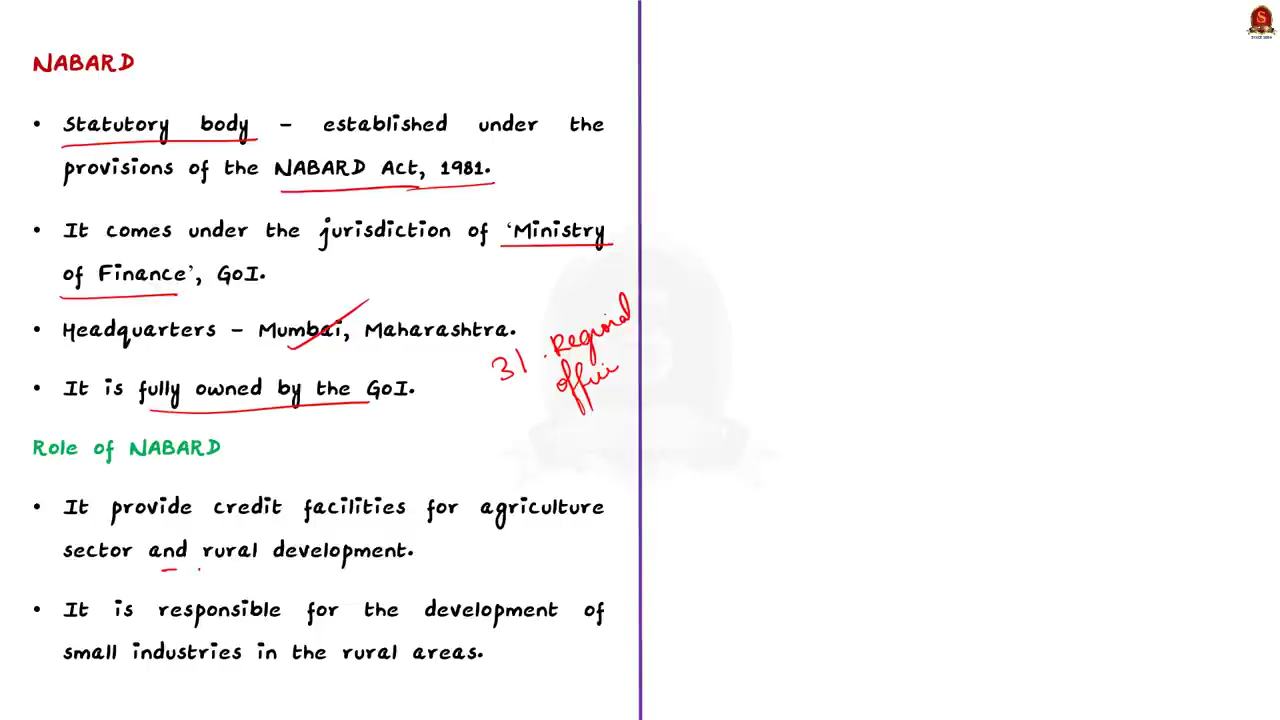 NABARD
• Statutory body – established under the
provisions of the NABARD Act, 1981.
• It comes under the jurisdiction of ‘Ministry
of Finance’, GoI.
• Headquarters – Mumbai, Maharashtra.
31 Regional
• It is fully owned by the GoI.
Role of NABARD
• It provide credit facilities for agriculture
sector and rural development.
• It is responsible for the development of
small industries in the rural areas.